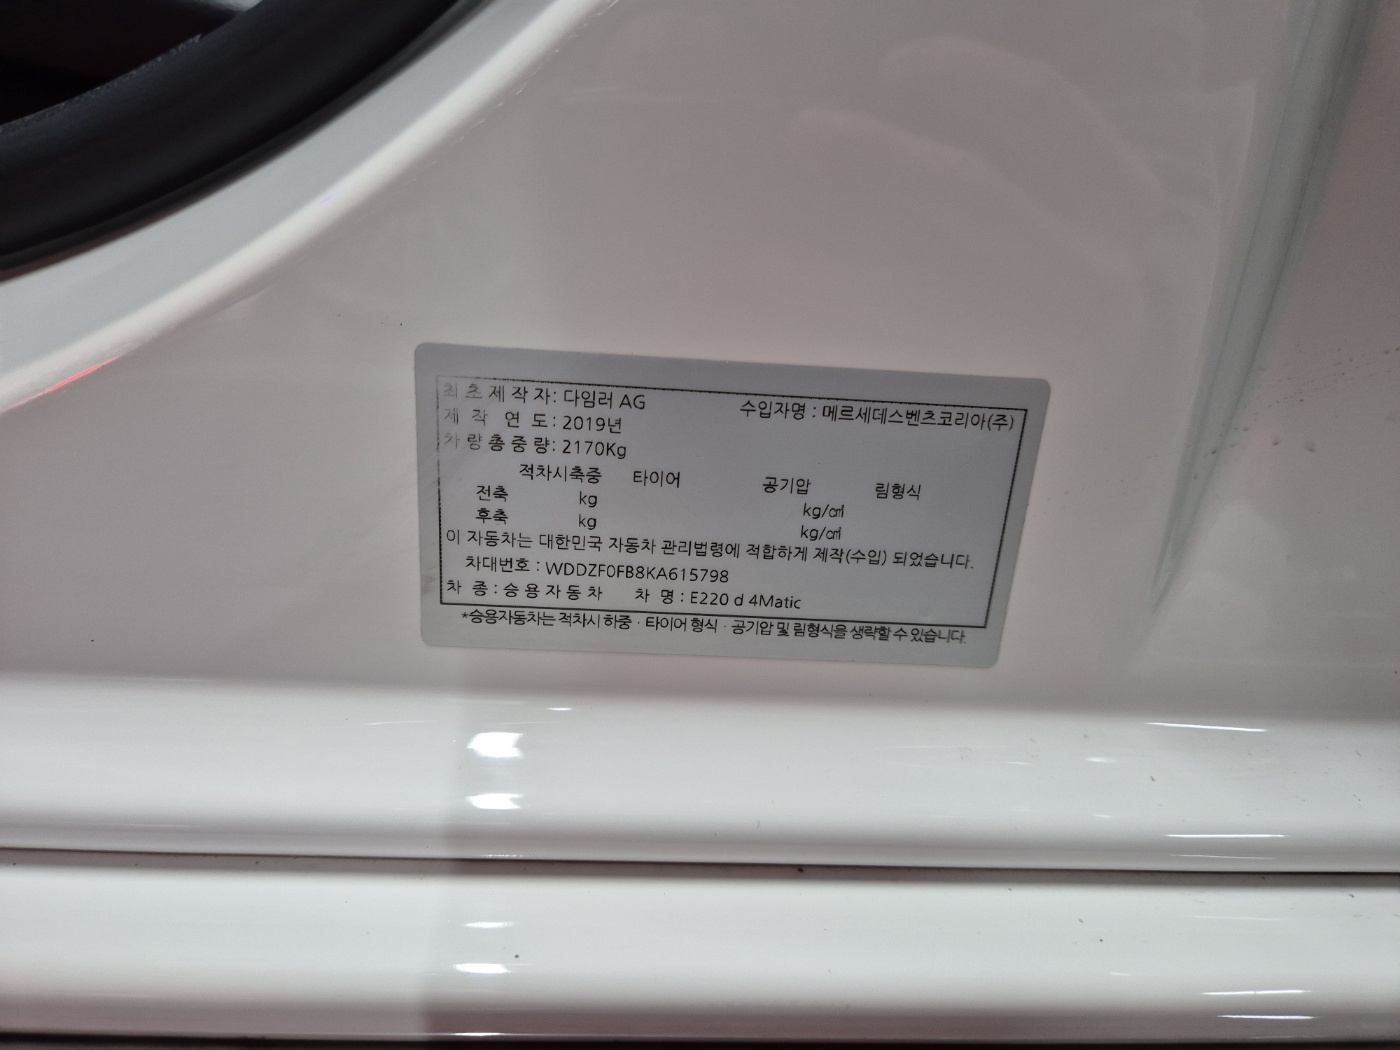 최초제작자: 다임러 AG 수입자명 : 메르세데스벤츠코리아(주)
제 작 연 도: 2019년
차량총중량: 2170Kg
적차시축중 타이어 공기압 림형식
전축 kg kg/㎠
후축 kg kg/㎠
이 자동차는 대한민국 자동차 관리법령에 적합하게 제작(수입) 되었습니다.
차대번호 : WDDZF0FB8KA615798
차 종 : 승용자동차 차 명 : E220 d 4Matic
*승용자동차는 적차시 하중 · 타이어 형식 · 공기압 및 림형식을 생략할 수 있습니다.